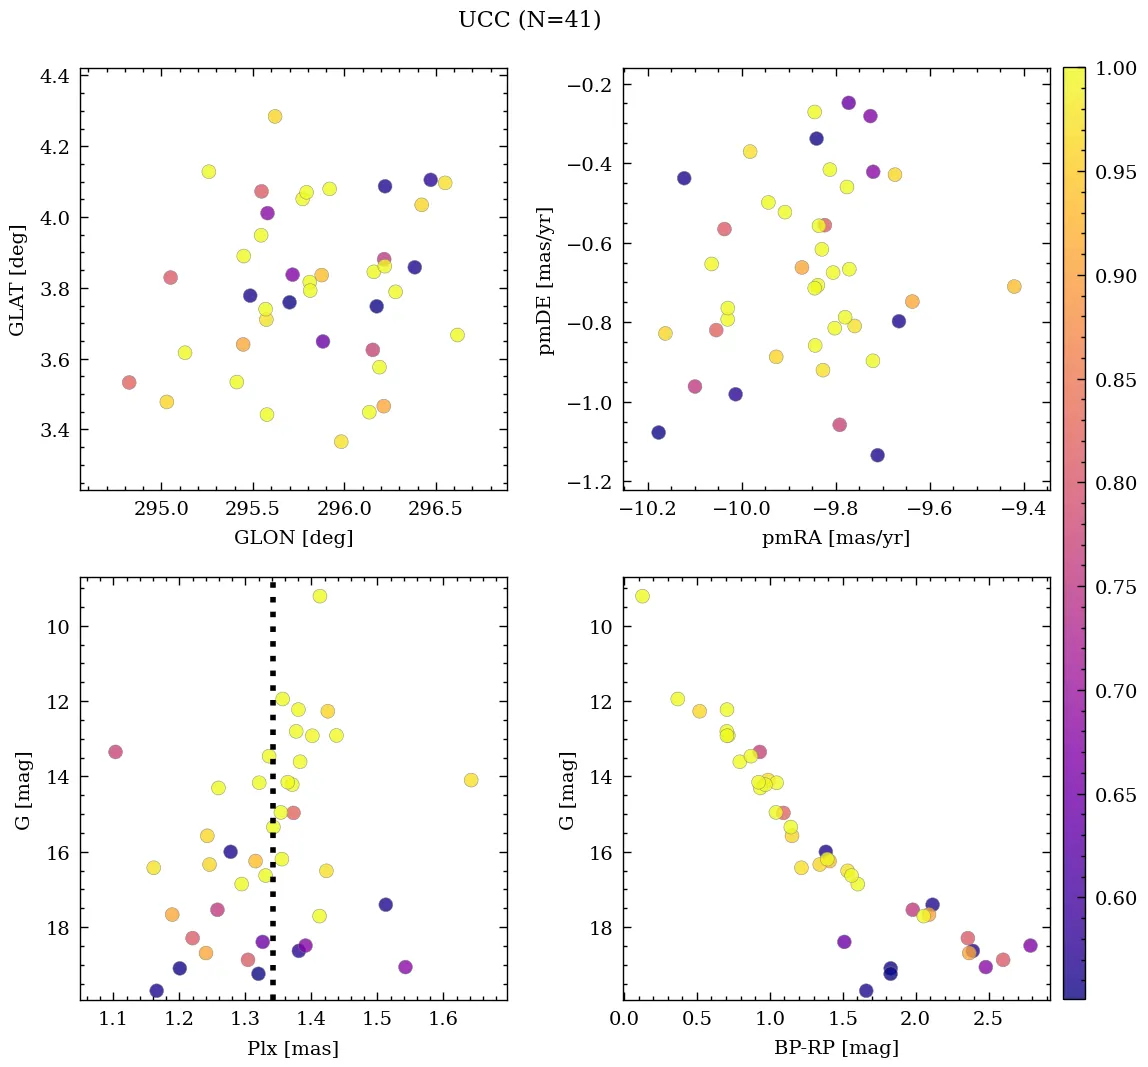 UCC (N=41)
4.4
4.2
4.0
3.8
3.6
3.4
GLAT [deg]
295.0 295.5 296.0 296.5
GLON [deg]
−0.2
−0.4
−0.6
−0.8
−1.0
−1.2
pmDE [mas/yr]
−10.2 −10.0 −9.8 −9.6 −9.4
pmRA [mas/yr]
10
12
14
16
18
G [mag]
1.1 1.2 1.3 1.4 1.5 1.6
Plx [mas]
10
12
14
16
18
G [mag]
0.0 0.5 1.0 1.5 2.0 2.5
BP-RP [mag]
1.00
0.95
0.90
0.85
0.80
0.75
0.70
0.65
0.60